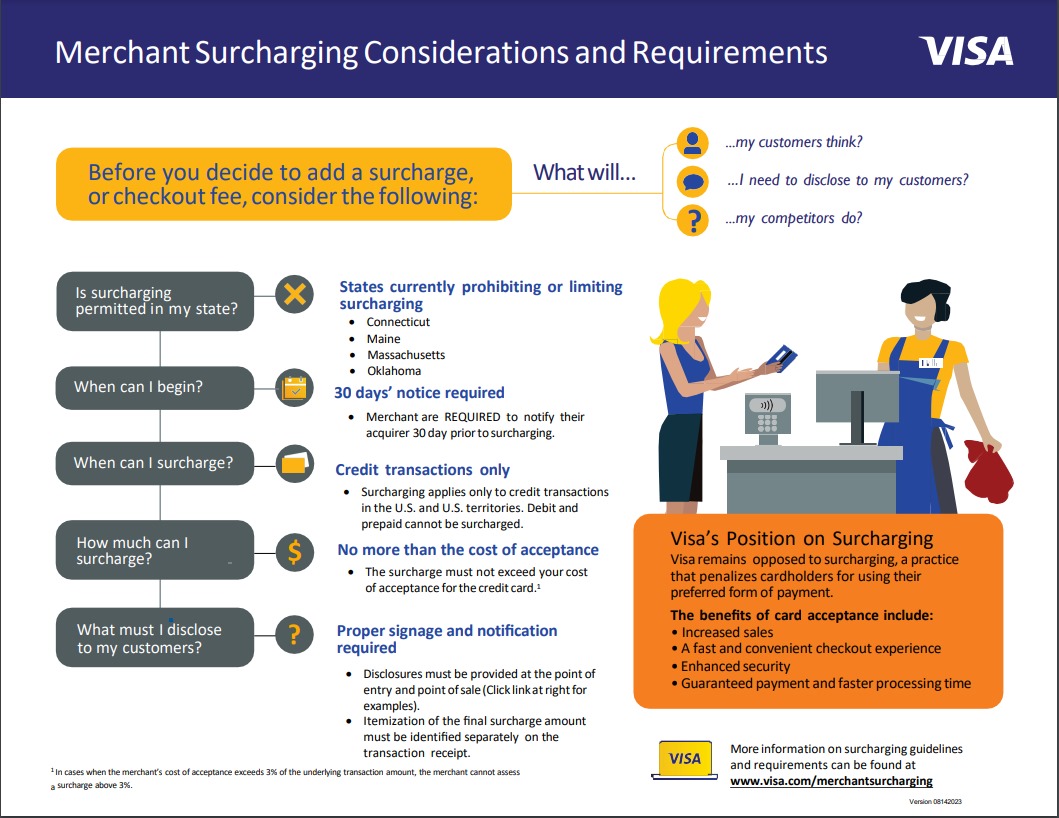 Merchant Surcharging Considerations and Requirements
VISA
Before you decide to add a surcharge,
or checkout fee, consider the following:
What will...
...my customers think?
...I need to disclose to my customers?
...my competitors do?
Is surcharging
permitted in my state?
States currently prohibiting or limiting
surcharging
• Connecticut
• Maine
• Massachusetts
• Oklahoma
When can I begin?
30 days’ notice required
• Merchant are REQUIRED to notify their
acquirer 30 day prior to surcharging.
When can I surcharge?
Credit transactions only
• Surcharging applies only to credit transactions
in the U.S. and U.S. territories. Debit and
prepaid cannot be surcharged.
How much can I
surcharge?
$
No more than the cost of acceptance
• The surcharge must not exceed your cost
of acceptance for the credit card.¹
What must I disclose
to my customers?
?
Proper signage and notification
required
• Disclosures must be provided at the point of
entry and point of sale (Click link at right for
examples).
• Itemization of the final surcharge amount
must be identified separately on the
transaction receipt.
¹ In cases when the merchant’s cost of acceptance exceeds 3% of the underlying transaction amount, the merchant cannot assess
a surcharge above 3%.
Visa’s Position on Surcharging
Visa remains opposed to surcharging, a practice
that penalizes cardholders for using their
preferred form of payment.
The benefits of card acceptance include:
• Increased sales
• A fast and convenient checkout experience
• Enhanced security
• Guaranteed payment and faster processing time
VISA
More information on surcharging guidelines
and requirements can be found at
www.visa.com/merchantsurcharging
Version 08142023